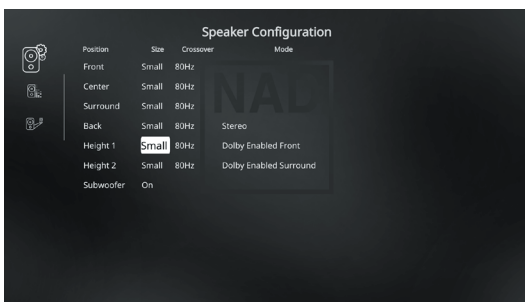 Speaker Configuration
Position Size Crossover Mode
Front Small 80Hz
Center Small 80Hz
Surround Small 80Hz
Back Small 80Hz Stereo
Height 1 Small 80Hz Dolby Enabled Front
Height 2 Small 80Hz Dolby Enabled Surround
Subwoofer On
NAD